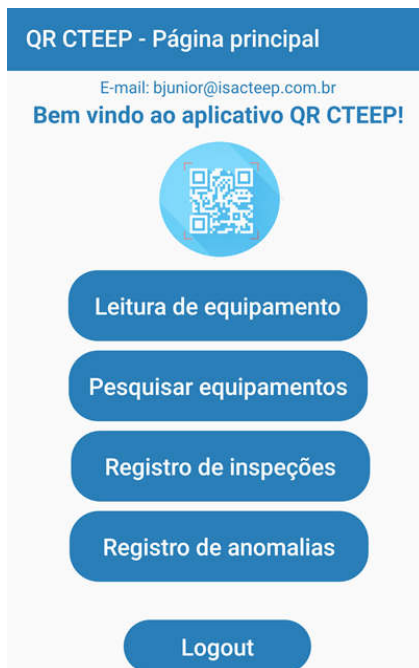 QR CTEEP - Página principal
E-mail: bjunior@isacteep.com.br
Bem vindo ao aplicativo QR CTEEP!
Leitura de equipamento
Pesquisar equipamentos
Registro de inspeções
Registro de anomalias
Logout